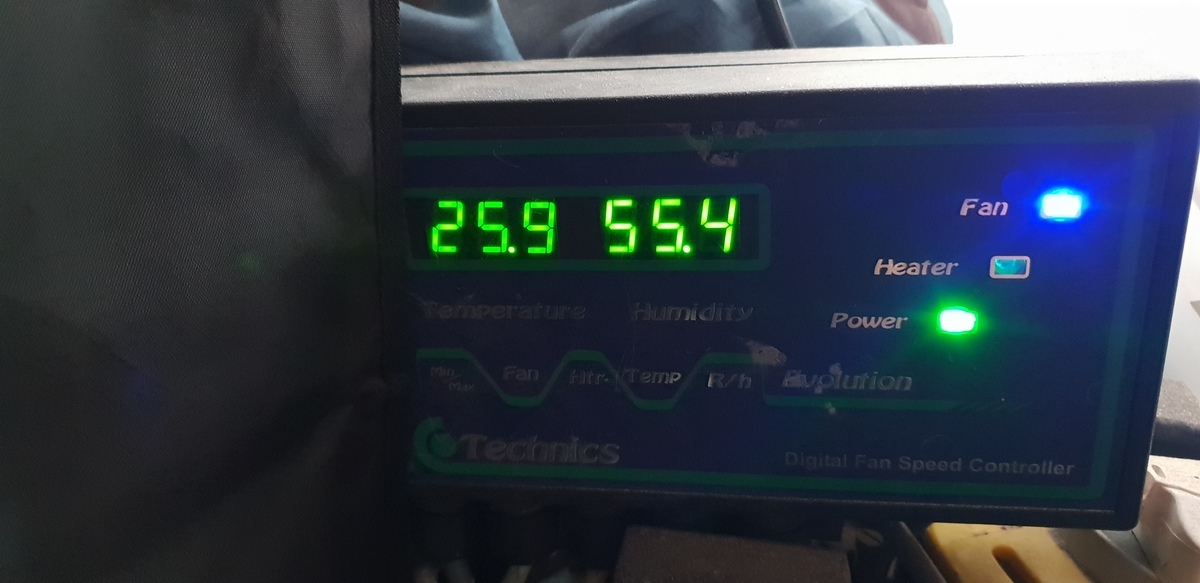 25.9 55.4
Fan
Heater
Power
Temperature Humidity
Min
Max
Fan Htr. Temp R/h Evolution
Technics
Digital Fan Speed Controller